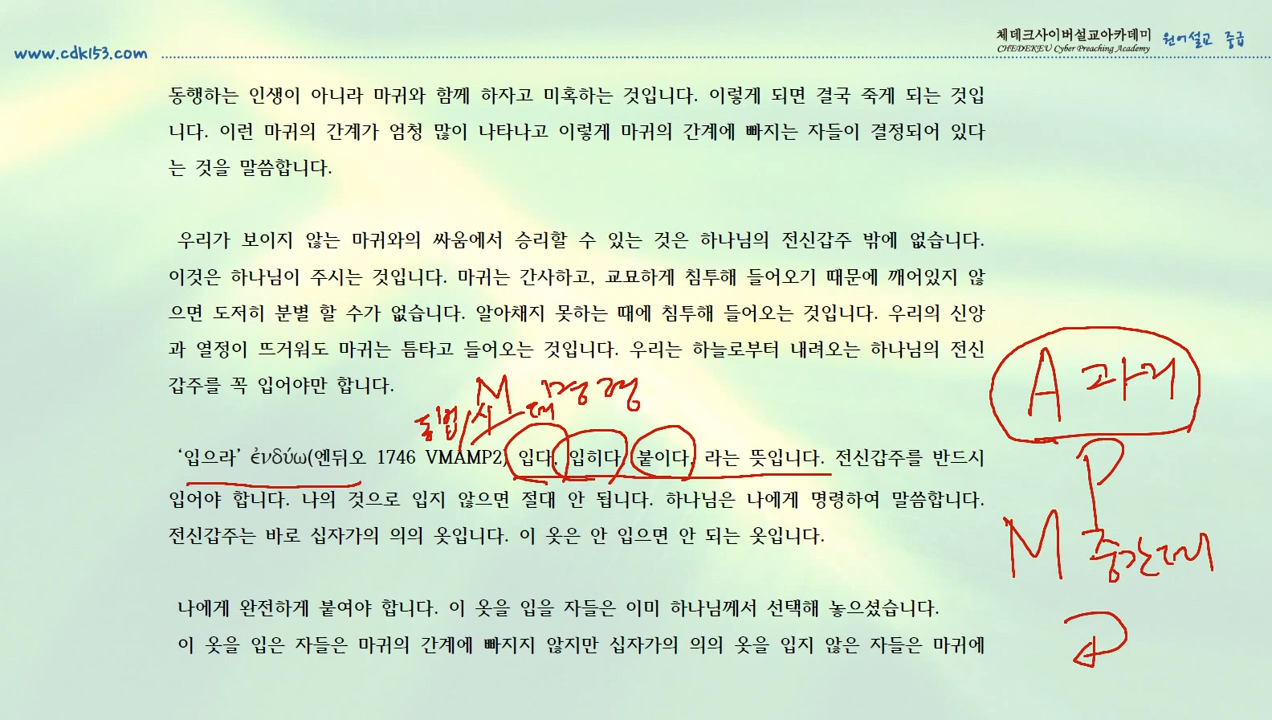 www.cdk153.com
체데크사이버설교아카데미 원어설교 중급
CHEDEKEU Cyber Preaching Academy
동행하는 인생이 아니라 마귀와 함께 하자고 미혹하는 것입니다. 이렇게 되면 결국 죽게 되는 것입
니다. 이런 마귀의 간계가 엄청 많이 나타나고 이렇게 마귀의 간계에 빠지는 자들이 결정되어 있다
는 것을 말씀합니다.
우리가 보이지 않는 마귀와의 싸움에서 승리할 수 있는 것은 하나님의 전신갑주 밖에 없습니다.
이것은 하나님이 주시는 것입니다. 마귀는 간사하고, 교묘하게 침투해 들어오기 때문에 깨어있지 않
으면 도저히 분별 할 수가 없습니다. 알아채지 못하는 때에 침투해 들어오는 것입니다. 우리의 신앙
과 열정이 뜨거워도 마귀는 틈타고 들어오는 것입니다. 우리는 하늘로부터 내려오는 하나님의 전신
갑주를 꼭 입어야만 합니다.
M 명령
시 태
A 과거
‘입으라’ ἐνδύω(엔뒤오 1746 VMAMP2) 입다, 입히다, 붙이다, 라는 뜻입니다. 전신갑주를 반드시
입어야 합니다. 나의 것으로 입지 않으면 절대 안 됩니다. 하나님은 나에게 명령하여 말씀합니다.
전신갑주는 바로 십자가의 의의 옷입니다. 이 옷은 안 입으면 안 되는 옷입니다.
P
M 중간태
나에게 완전하게 붙여야 합니다. 이 옷을 입을 자들은 이미 하나님께서 선택해 놓으셨습니다.
이 옷을 입은 자들은 마귀의 간계에 빠지지 않지만 십자가의 의의 옷을 입지 않은 자들은 마귀에